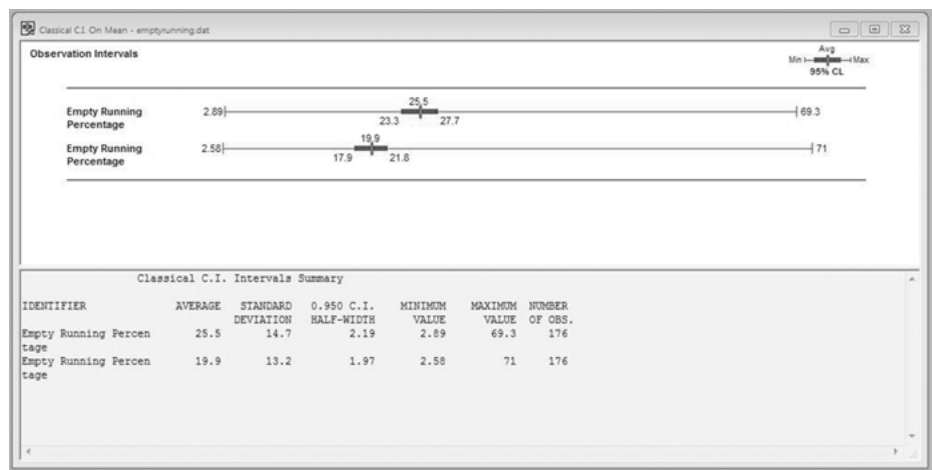 Classical C.I. On Mean - emptyrunning.dat
Observation Intervals
Avg
Min Max
95% CL
Empty Running
Percentage
2.89
25.5
23.3
27.7
69.3
Empty Running
Percentage
2.58
19.9
17.9
21.8
71
Classical C.I. Intervals Summary
IDENTIFIER AVERAGE STANDARD 0.950 C.I. MINIMUM MAXIMUM NUMBER
DEVIATION HALF-WIDTH VALUE VALUE OF OBS.
Empty Running Percen 25.5 14.7 2.19 2.89 69.3 176
tage
Empty Running Percen 19.9 13.2 1.97 2.58 71 176
tage